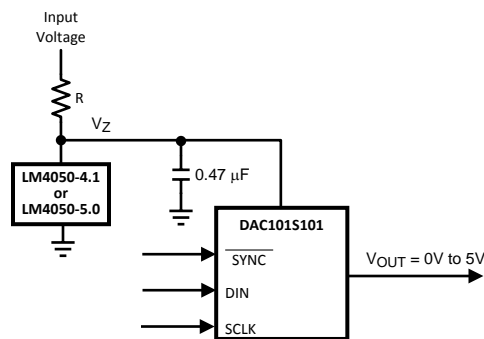 Input
Voltage
R
VZ
LM4050-4.1
or
LM4050-5.0
0.47 µF
DAC101S101
SYNC
DIN
SCLK
VOUT = 0V to 5V